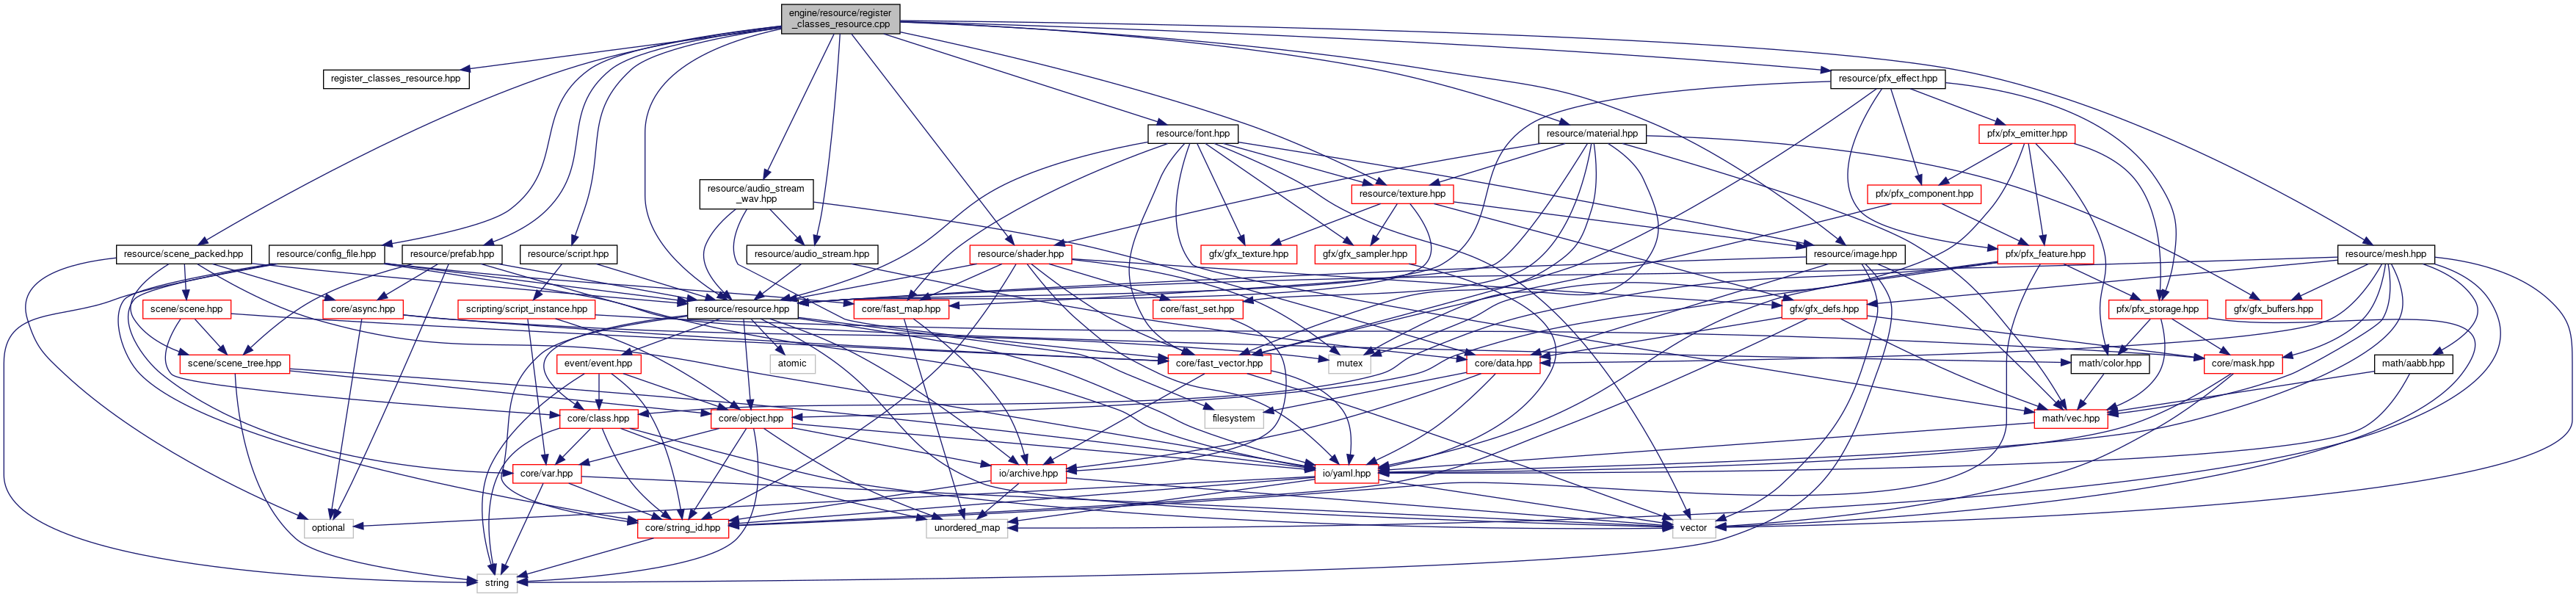 engine/resource/register
_classes_resource.cpp
register_classes_resource.hpp
resource/pfx_effect.hpp
resource/font.hpp
resource/material.hpp
pfx/pfx_emitter.hpp
resource/audio_stream
_wav.hpp
resource/texture.hpp
pfx/pfx_component.hpp
resource/scene_packed.hpp
resource/config_file.hpp
resource/prefab.hpp
resource/script.hpp
resource/audio_stream.hpp
resource/shader.hpp
gfx/gfx_texture.hpp
gfx/gfx_sampler.hpp
resource/image.hpp
pfx/pfx_feature.hpp
resource/mesh.hpp
scene/scene.hpp
core/async.hpp
scripting/script_instance.hpp
resource/resource.hpp
core/fast_map.hpp
core/fast_set.hpp
gfx/gfx_defs.hpp
pfx/pfx_storage.hpp
gfx/gfx_buffers.hpp
scene/scene_tree.hpp
event/event.hpp
atomic
mutex
core/fast_vector.hpp
core/data.hpp
math/color.hpp
core/mask.hpp
math/aabb.hpp
core/class.hpp
core/object.hpp
filesystem
math/vec.hpp
core/var.hpp
io/archive.hpp
io/yaml.hpp
optional
core/string_id.hpp
unordered_map
vector
string